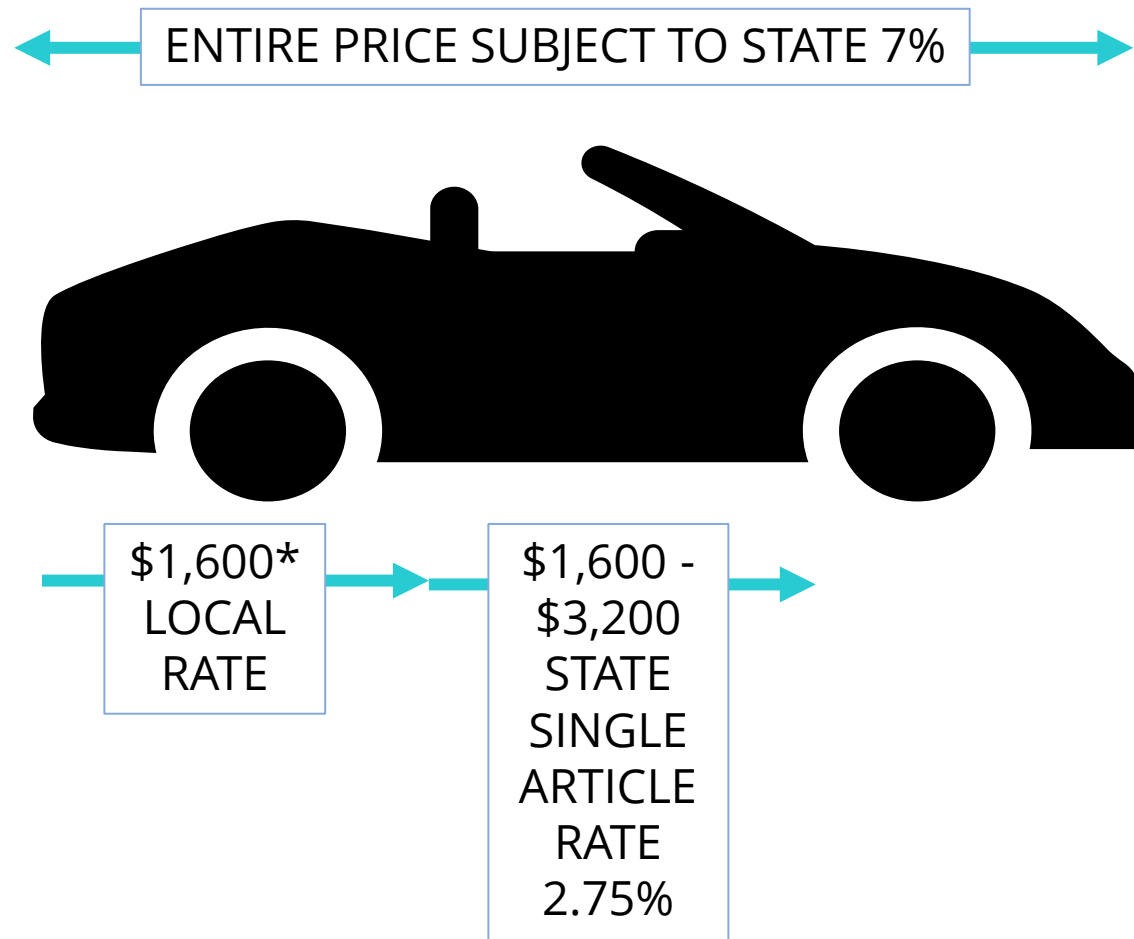 ENTIRE PRICE SUBJECT TO STATE 7%
$1,600*
LOCAL
RATE
$1,600 -
$3,200
STATE
SINGLE
ARTICLE
RATE
2.75%